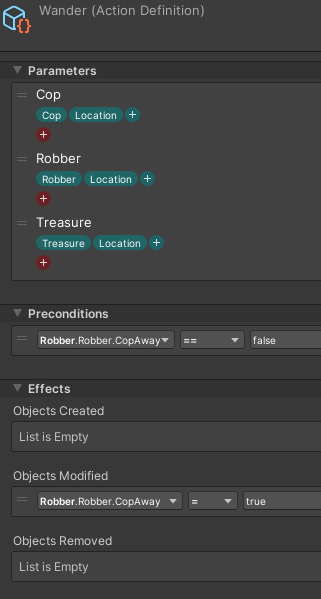 Wander (Action Definition)
Parameters
Cop
Cop Location +
+
Robber
Robber Location +
+
Treasure
Treasure Location +
+
Preconditions
Robber.Robber.CopAway == false
Effects
Objects Created
List is Empty
Objects Modified
Robber.Robber.CopAway = true
Objects Removed
List is Empty